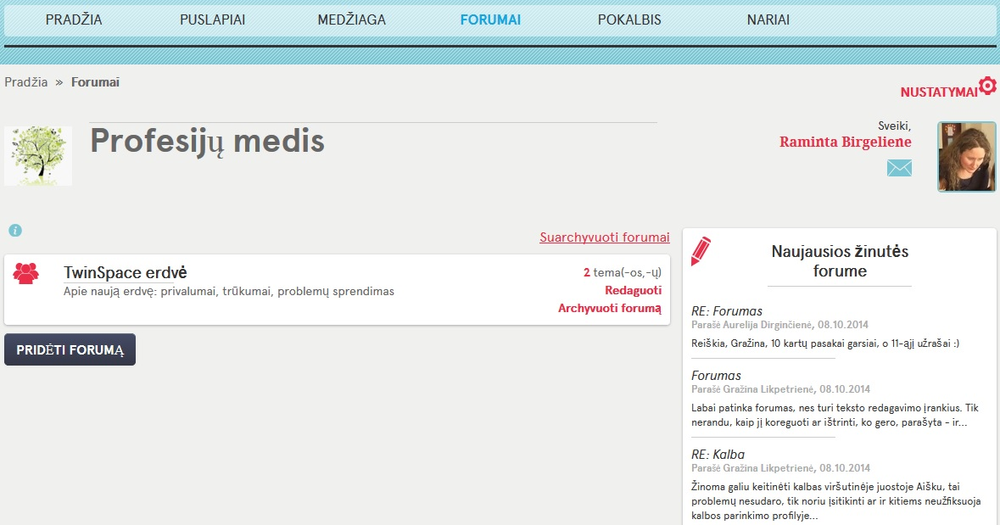 PRADŽIA PUSLAPIAI MEDŽIAGA FORUMAI POKALBIS NARIAI
Pradžia » Forumai
NUSTATYMAI
Profesijų medis
Sveiki,
Raminta Birgeliene
Suarchyvuoti forumai
TwinSpace erdvė
Apie naują erdvę: privalumai, trūkumai, problemų sprendimas
2 tema(-os,-ų)
Redaguoti
Archyvuoti forumą
PRIDĖTI FORUMĄ
Naujausios žinutės
forume
RE: Forumas
Parašė Aurelija Dirginčienė, 08.10.2014
Reiškia, Gražina, 10 kartų pasakai garsiai, o 11-ąjį užrašai :)
Forumas
Parašė Gražina Likpetrienė, 08.10.2014
Labai patinka forumas, nes turi teksto redagavimo įrankius. Tik
nerandu, kaip jį koreguoti ar ištrinti, ko gero, parašyta - ir...
RE: Kalba
Parašė Gražina Likpetrienė, 08.10.2014
Žinoma galiu keitinėti kalbas viršutinėje juostoje Aišku, tai
problemų nesudaro, tik noriu įsitikinti ar ir kitiems neužfiksuoja
kalbos parinkimo profilyje...